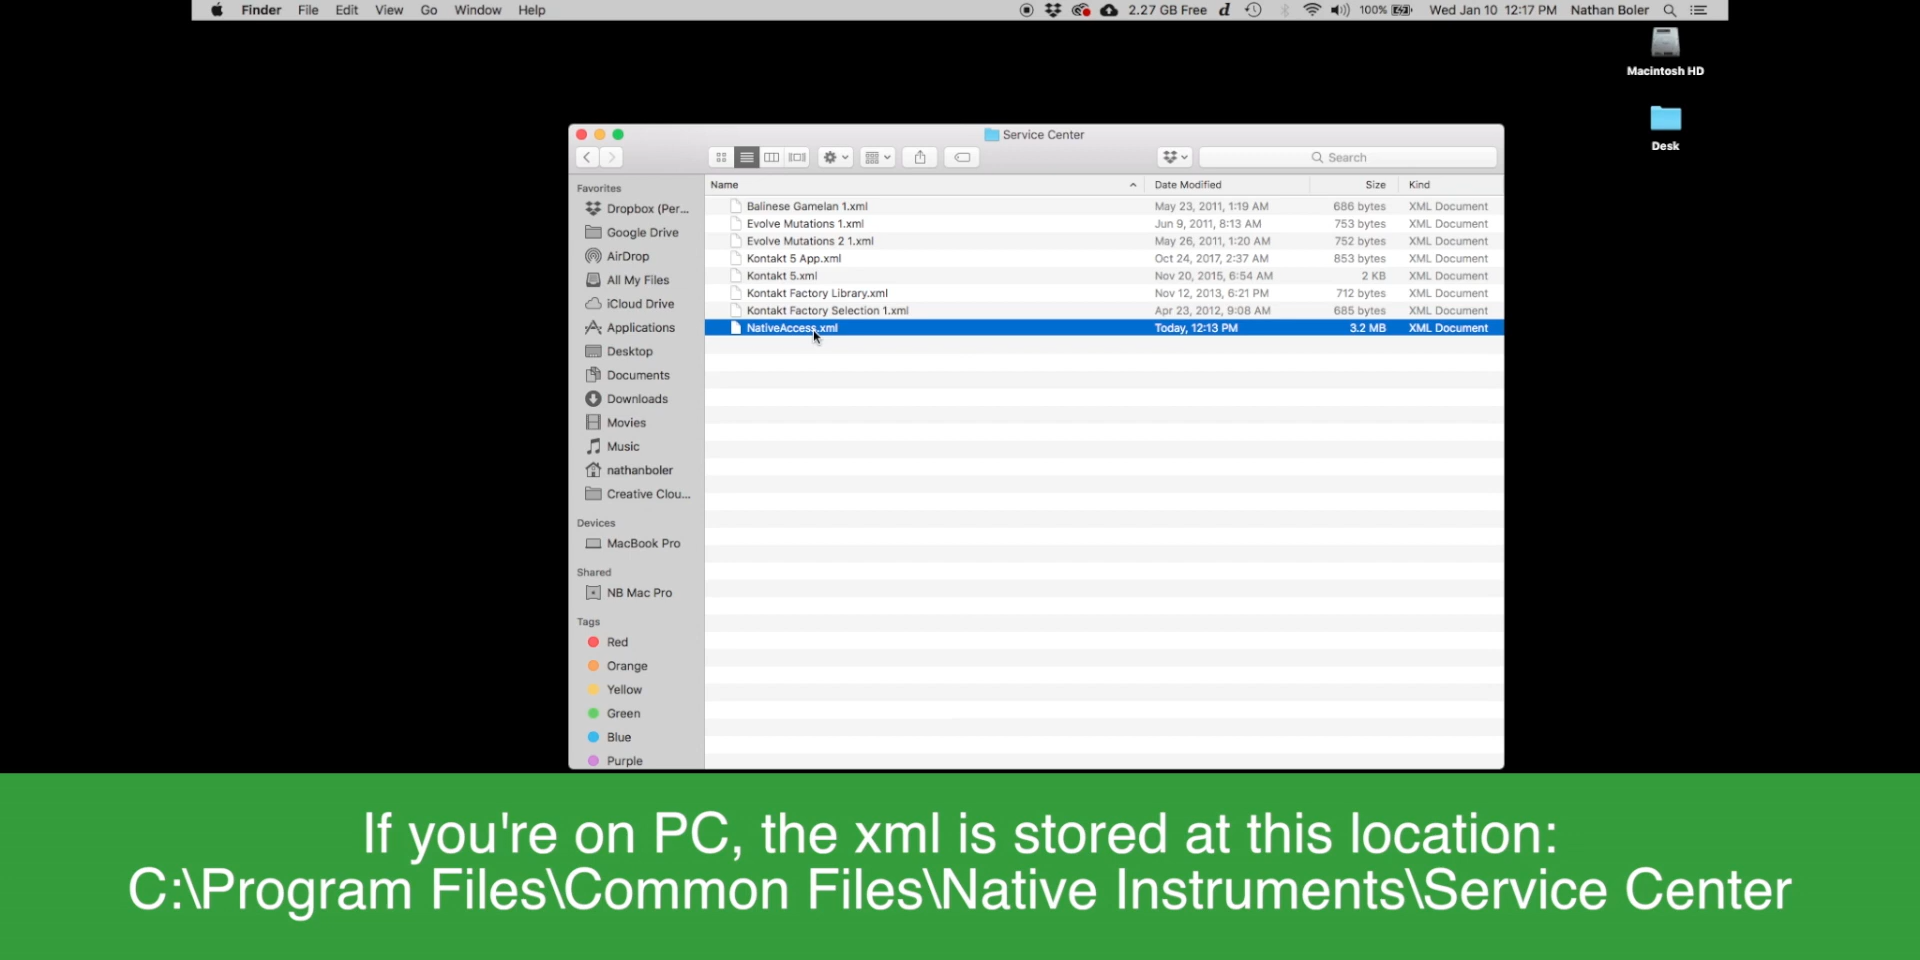 Finder File Edit View Go Window Help 2.27 GB Free d 100% Wed Jan 10 12:17 PM Nathan Boler
Macintosh HD
Desk
Service Center
Search
Name Date Modified Size Kind
Balinese Gamelan 1.xml May 23, 2011, 1:19 AM 686 bytes XML Document
Evolve Mutations 1.xml Jun 9, 2011, 8:13 AM 753 bytes XML Document
Evolve Mutations 2 1.xml May 26, 2011, 1:20 AM 752 bytes XML Document
Kontakt 5 App.xml Oct 24, 2017, 2:37 AM 853 bytes XML Document
Kontakt 5.xml Nov 20, 2015, 6:54 AM 2 KB XML Document
Kontakt Factory Library.xml Nov 12, 2013, 6:21 PM 712 bytes XML Document
Kontakt Factory Selection 1.xml Apr 23, 2012, 9:08 AM 685 bytes XML Document
NativeAccess.xml Today, 12:13 PM 3.2 MB XML Document
Favorites
Dropbox (Per...
Google Drive
AirDrop
All My Files
iCloud Drive
Applications
Desktop
Documents
Downloads
Movies
Music
nathanboler
Creative Clou...
Devices
MacBook Pro
Shared
NB Mac Pro
Tags
Red
Orange
Yellow
Green
Blue
Purple
If you're on PC, the xml is stored at this location:
C:\Program Files\Common Files\Native Instruments\Service Center